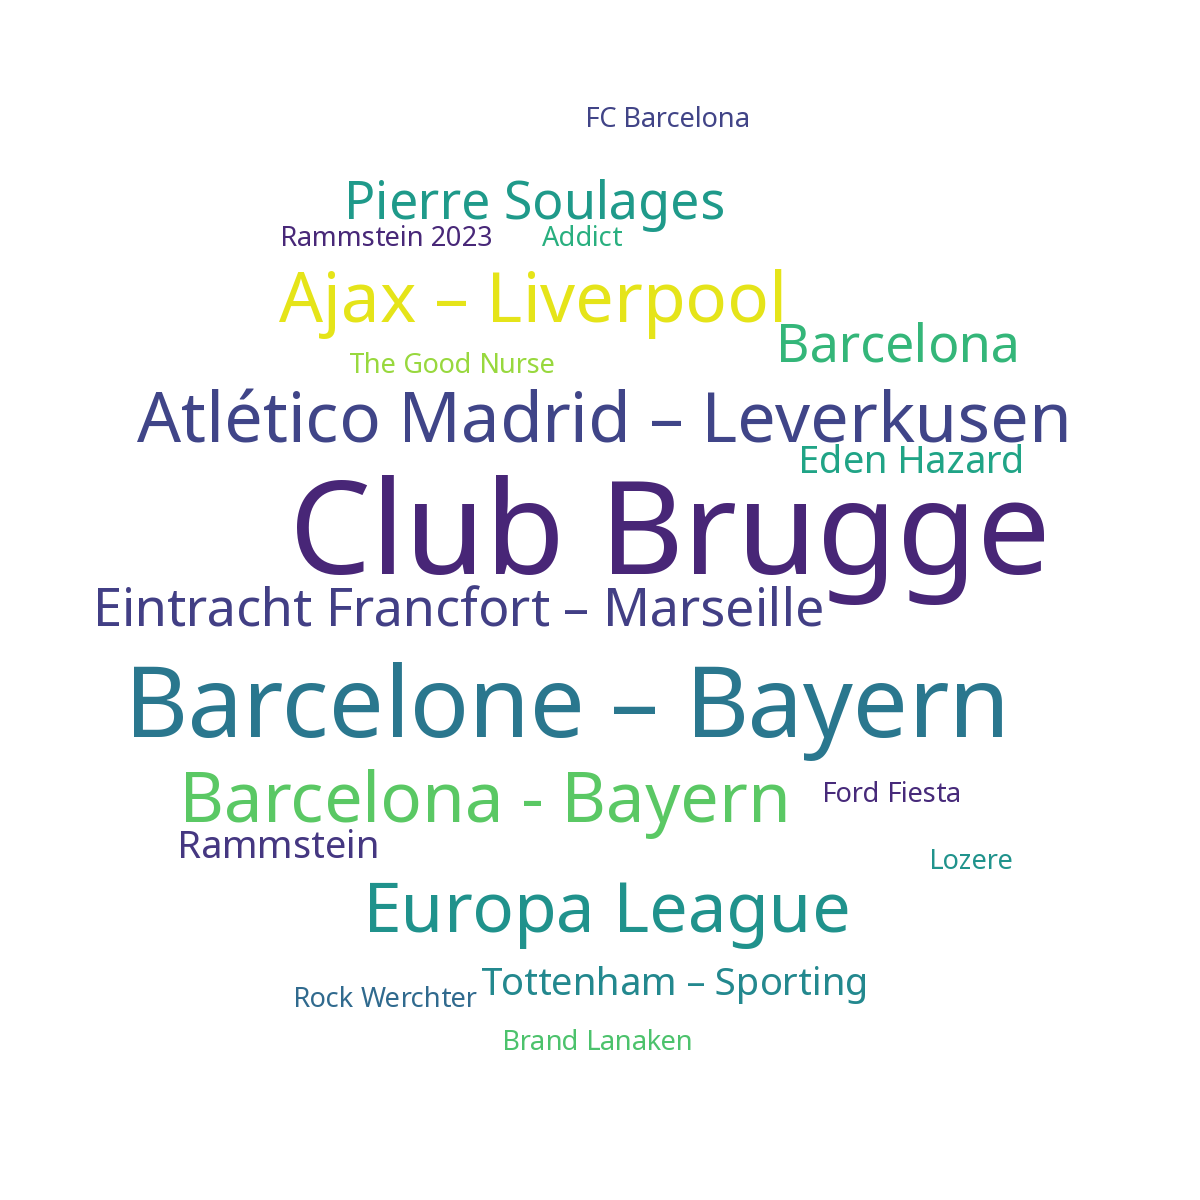 FC Barcelona
Pierre Soulages
Rammstein 2023
Addict
Ajax – Liverpool
Barcelona
The Good Nurse
Atlético Madrid – Leverkusen
Eden Hazard
Club Brugge
Eintracht Francfort – Marseille
Barcelone – Bayern
Barcelona - Bayern
Ford Fiesta
Rammstein
Lozere
Europa League
Tottenham – Sporting
Rock Werchter
Brand Lanaken